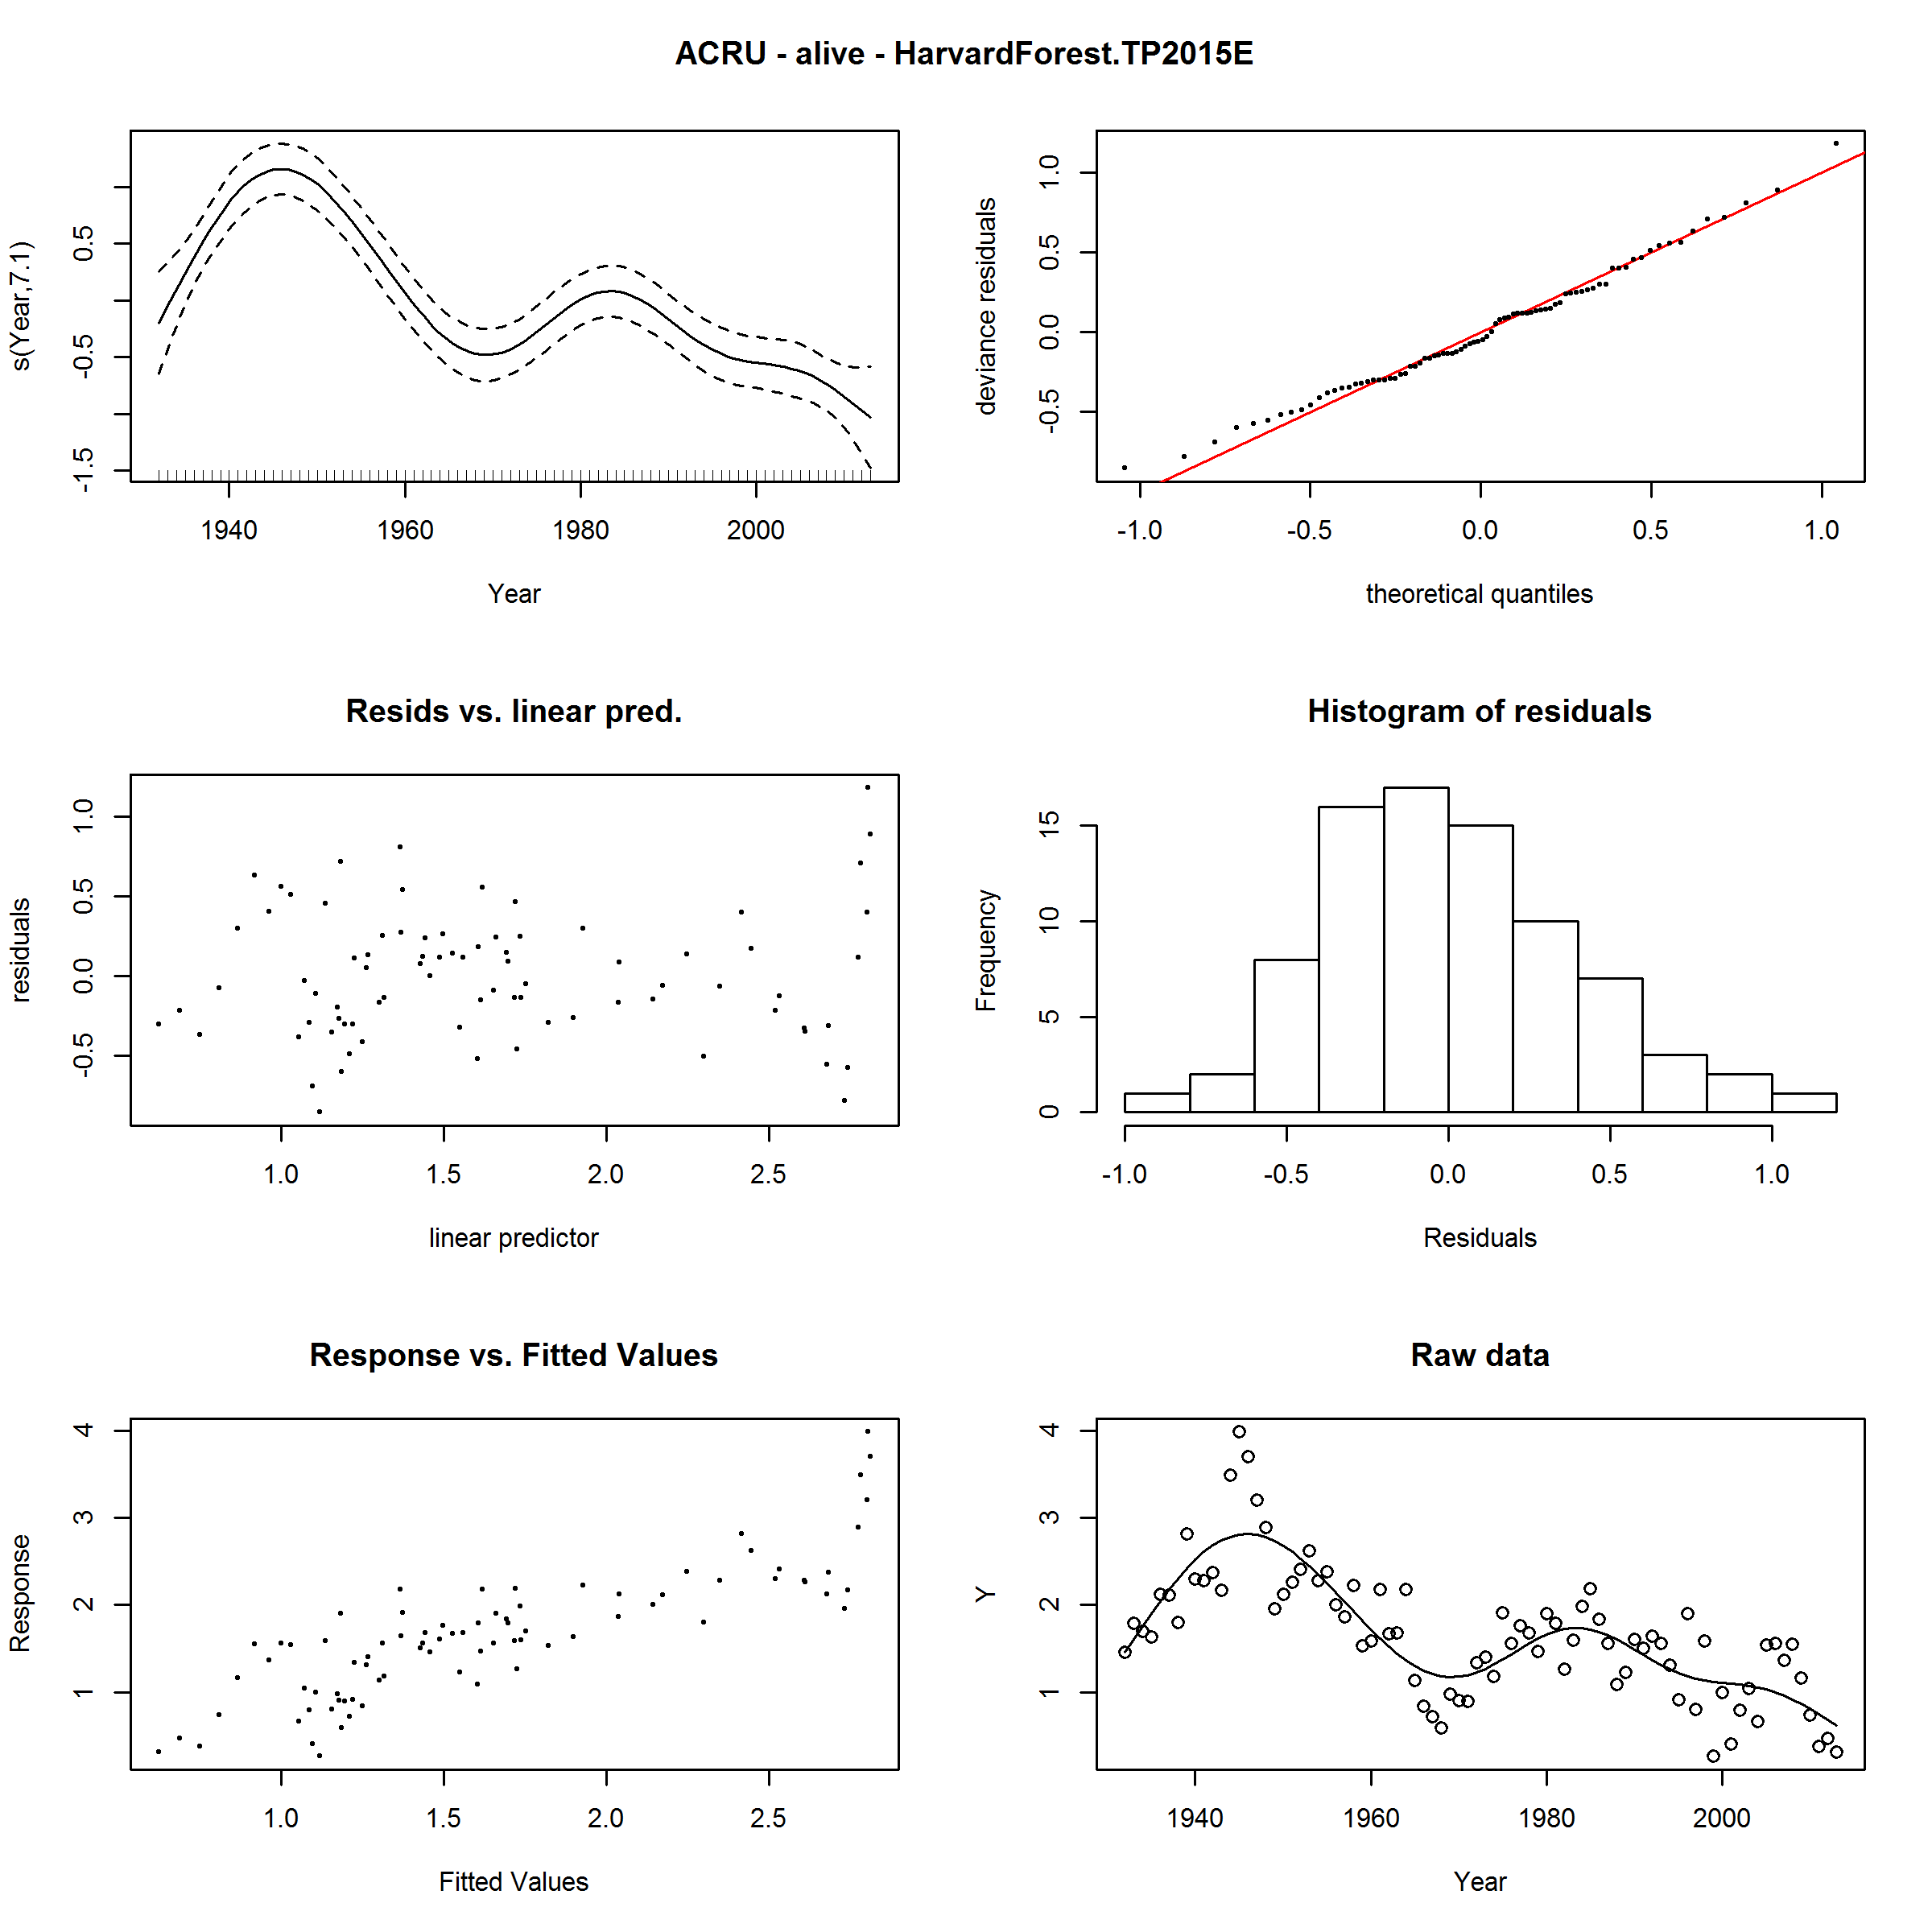 ACRU - alive - HarvardForest.TP2015E
s(Year,7.1)
0.5
-0.5
-1.5
1940 1960 1980 2000
Year
deviance residuals
1.0
0.5
0.0
-0.5
-1.0 -0.5 0.0 0.5 1.0
theoretical quantiles
Resids vs. linear pred.
residuals
1.0
0.5
0.0
-0.5
1.0 1.5 2.0 2.5
linear predictor
Histogram of residuals
Frequency
15
10
5
0
-1.0 -0.5 0.0 0.5 1.0
Residuals
Response vs. Fitted Values
Response
4
3
2
1
1.0 1.5 2.0 2.5
Fitted Values
Raw data
Y
4
3
2
1
1940 1960 1980 2000
Year